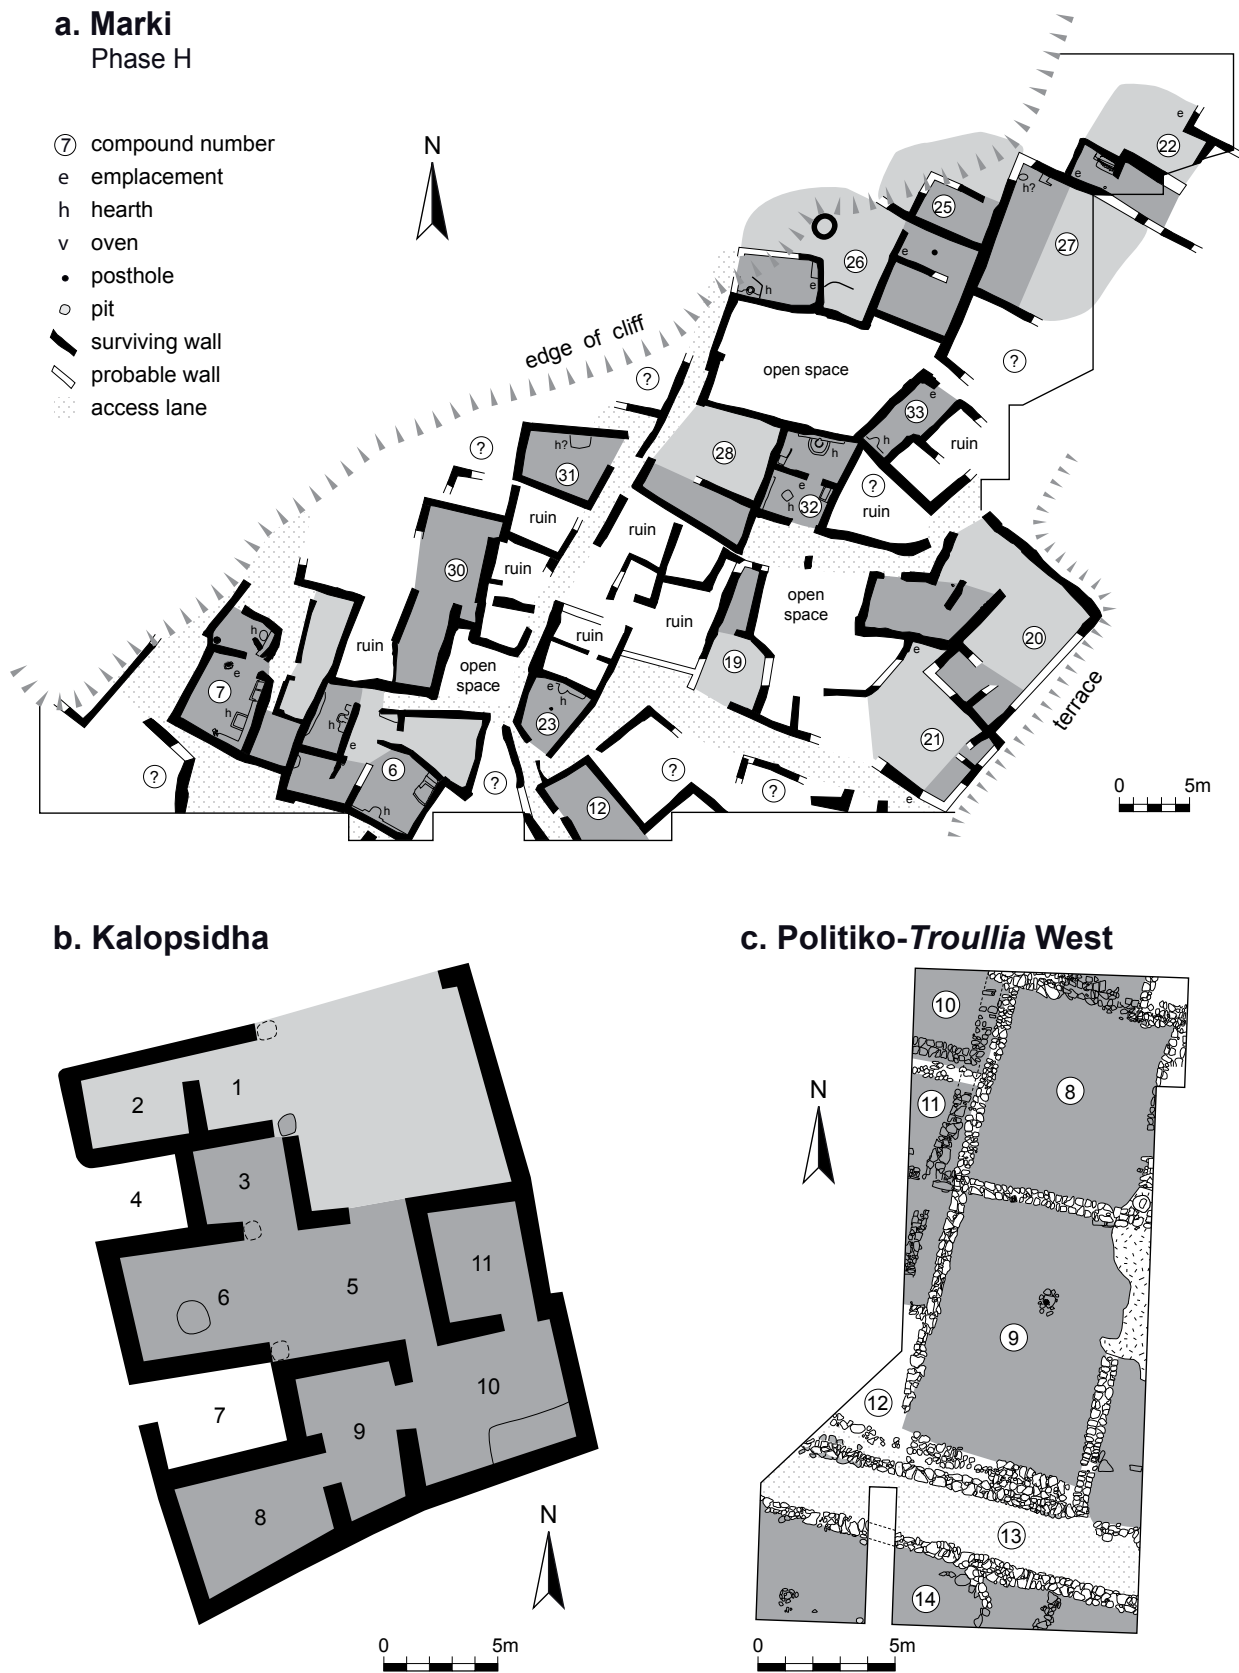 a. Marki
Phase H
7 compound number
e emplacement
h hearth
v oven
posthole
pit
surviving wall
probable wall
access lane
N
edge of cliff
e
22
e
h?
25
27
e
26
e
h
open space
?
?
33
e
h
ruin
28
h
e
32
h
?
ruin
?
h?
31
ruin
ruin
ruin
30
ruin
ruin
open
space
ruin
open
space
19
20
e
21
e
terrace
h
e
7
h
e
6
h
e
h
23
?
?
?
?
12
0 5m
b. Kalopsidha
1
2
3
4
5
6
7
8
9
10
11
N
0 5m
c. Politiko-Troullia West
N
10
11
8
9
12
13
14
0 5m